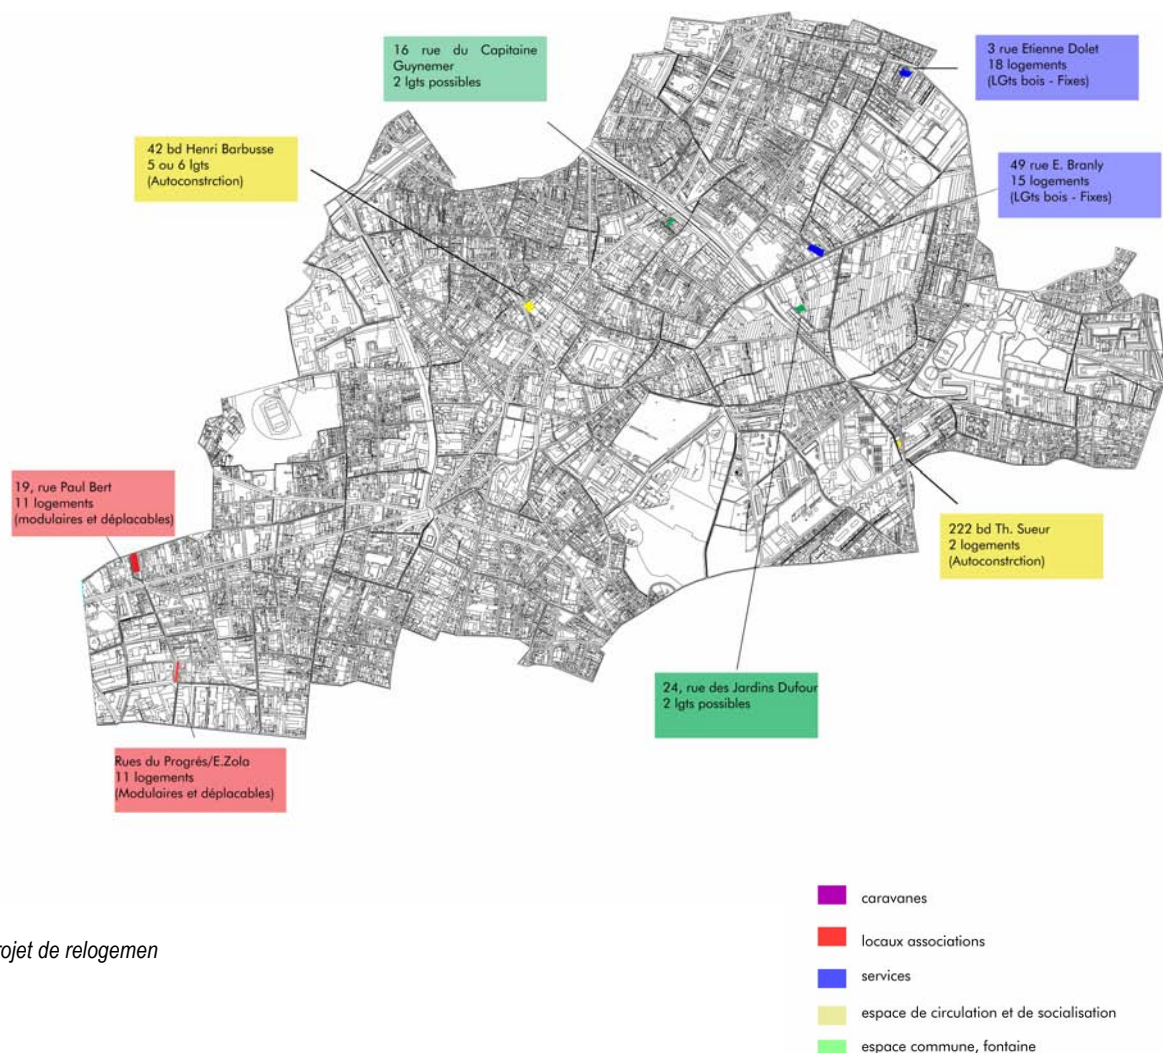 16 rue du Capitaine
Guynemer
2 lgts possibles
3 rue Etienne Dolet
18 logements
(LGts bois - Fixes)
42 bd Henri Barbusse
5 ou 6 lgts
(Autoconstrction)
49 rue E. Branly
15 logements
(LGts bois - Fixes)
19, rue Paul Bert
11 logements
(modulaires et déplacables)
222 bd Th. Sueur
2 logements
(Autoconstrction)
24, rue des Jardins Dufour
2 lgts possibles
Rues du Progrés/E.Zola
11 logements
(Modulaires et déplacables)
rojet de relogemen
caravanes
locaux associations
services
espace de circulation et de socialisation
espace commune, fontaine